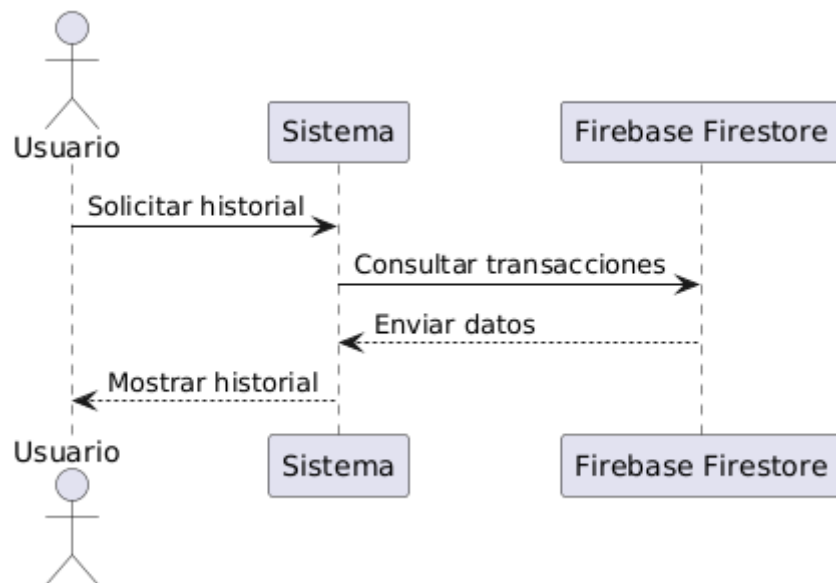 Usuario
Sistema
Firebase Firestore
Solicitar historial
Consultar transacciones
Enviar datos
Mostrar historial
Usuario
Sistema
Firebase Firestore